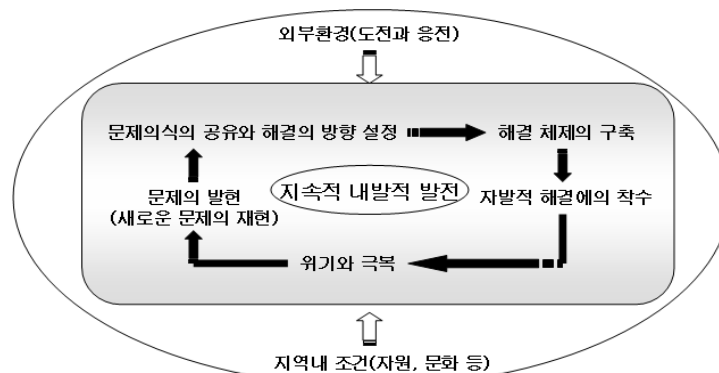 외부환경(도전과 응전)
문제의식의 공유와 해결의 방향 설정
해결 체제의 구축
문제의 발현
(새로운 문제의 재현)
지속적 내발적 발전
자발적 해결에의 착수
위기와 극복
지역내 조건(자원, 문화 등)